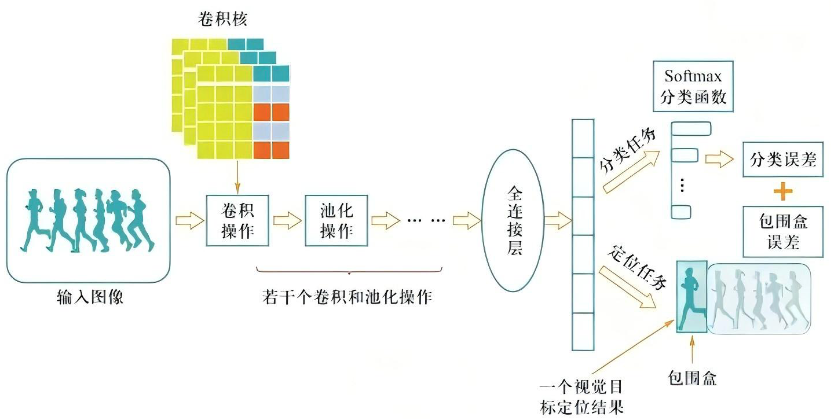 卷积核
Softmax
分类函数
分类任务
分类误差
全连接层
卷积
操作
池化
操作
… …
包围盒
误差
输入图像
若干个卷积和池化操作
定位任务
一个视觉目
标定位结果
包围盒